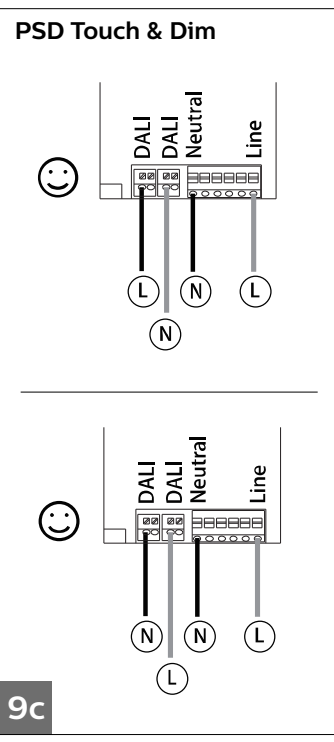 PSD Touch & Dim
DALI
DALI
Neutral
Line
L
N
N
L
DALI
DALI
Neutral
Line
N
L
N
L
9c